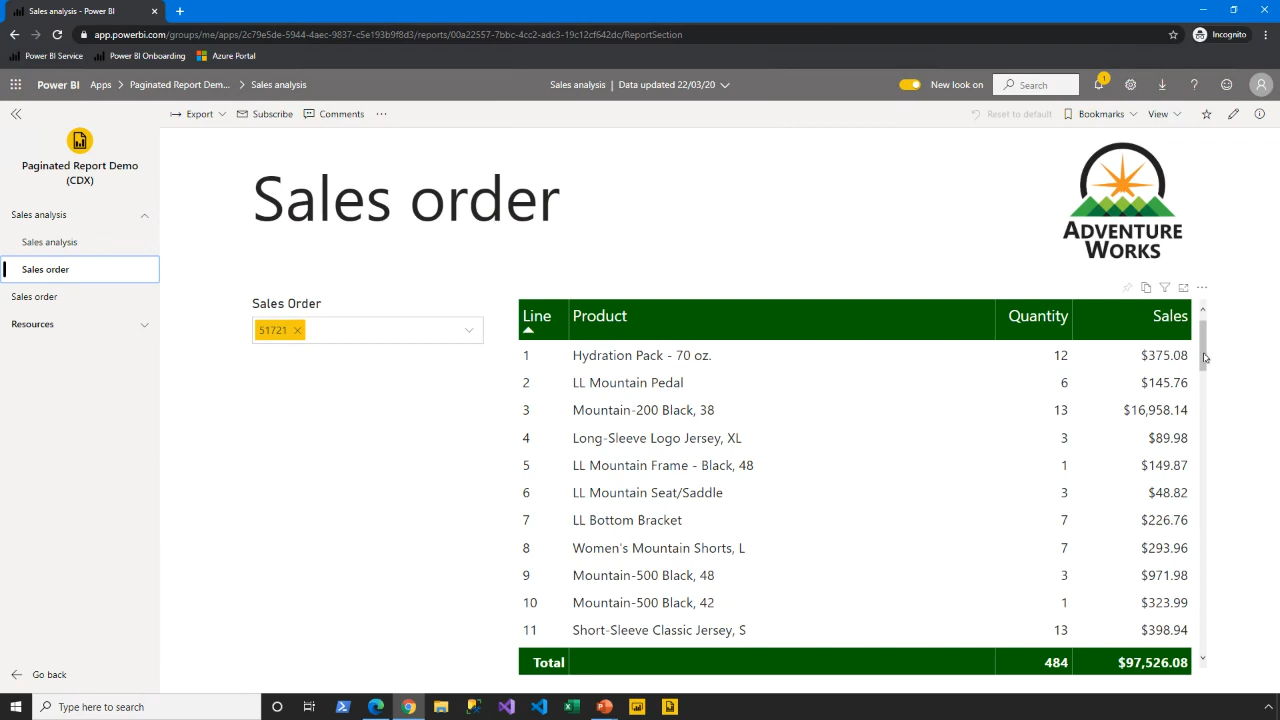 Sales analysis - Power BI
app.powerbi.com/groups/me/apps/2c79e5de-5944-4aec-9837-c5e193b9f8d3/reports/00a22557-7bbc-4cc2-adc3-19c12cf642dc/ReportSection
Incognito
Power BI Service
Power BI Onboarding
Azure Portal
Power BI Apps > Paginated Report Dem... > Sales analysis
Sales analysis | Data updated 22/03/20
New look on
Search
1
Export
Subscribe
Comments
Reset to default
Bookmarks
View
Paginated Report Demo
(CDX)
Sales analysis
Sales analysis
Sales order
Sales order
Resources
Go back
Sales order
ADVENTURE
WORKS
Sales Order
51721
Line Product Quantity Sales
1 Hydration Pack - 70 oz. 12 $375.08
2 LL Mountain Pedal 6 $145.76
3 Mountain-200 Black, 38 13 $16,958.14
4 Long-Sleeve Logo Jersey, XL 3 $89.98
5 LL Mountain Frame - Black, 48 1 $149.87
6 LL Mountain Seat/Saddle 3 $48.82
7 LL Bottom Bracket 7 $226.76
8 Women's Mountain Shorts, L 7 $293.96
9 Mountain-500 Black, 48 3 $971.98
10 Mountain-500 Black, 42 1 $323.99
11 Short-Sleeve Classic Jersey, S 13 $398.94
Total 484 $97,526.08
Type here to search